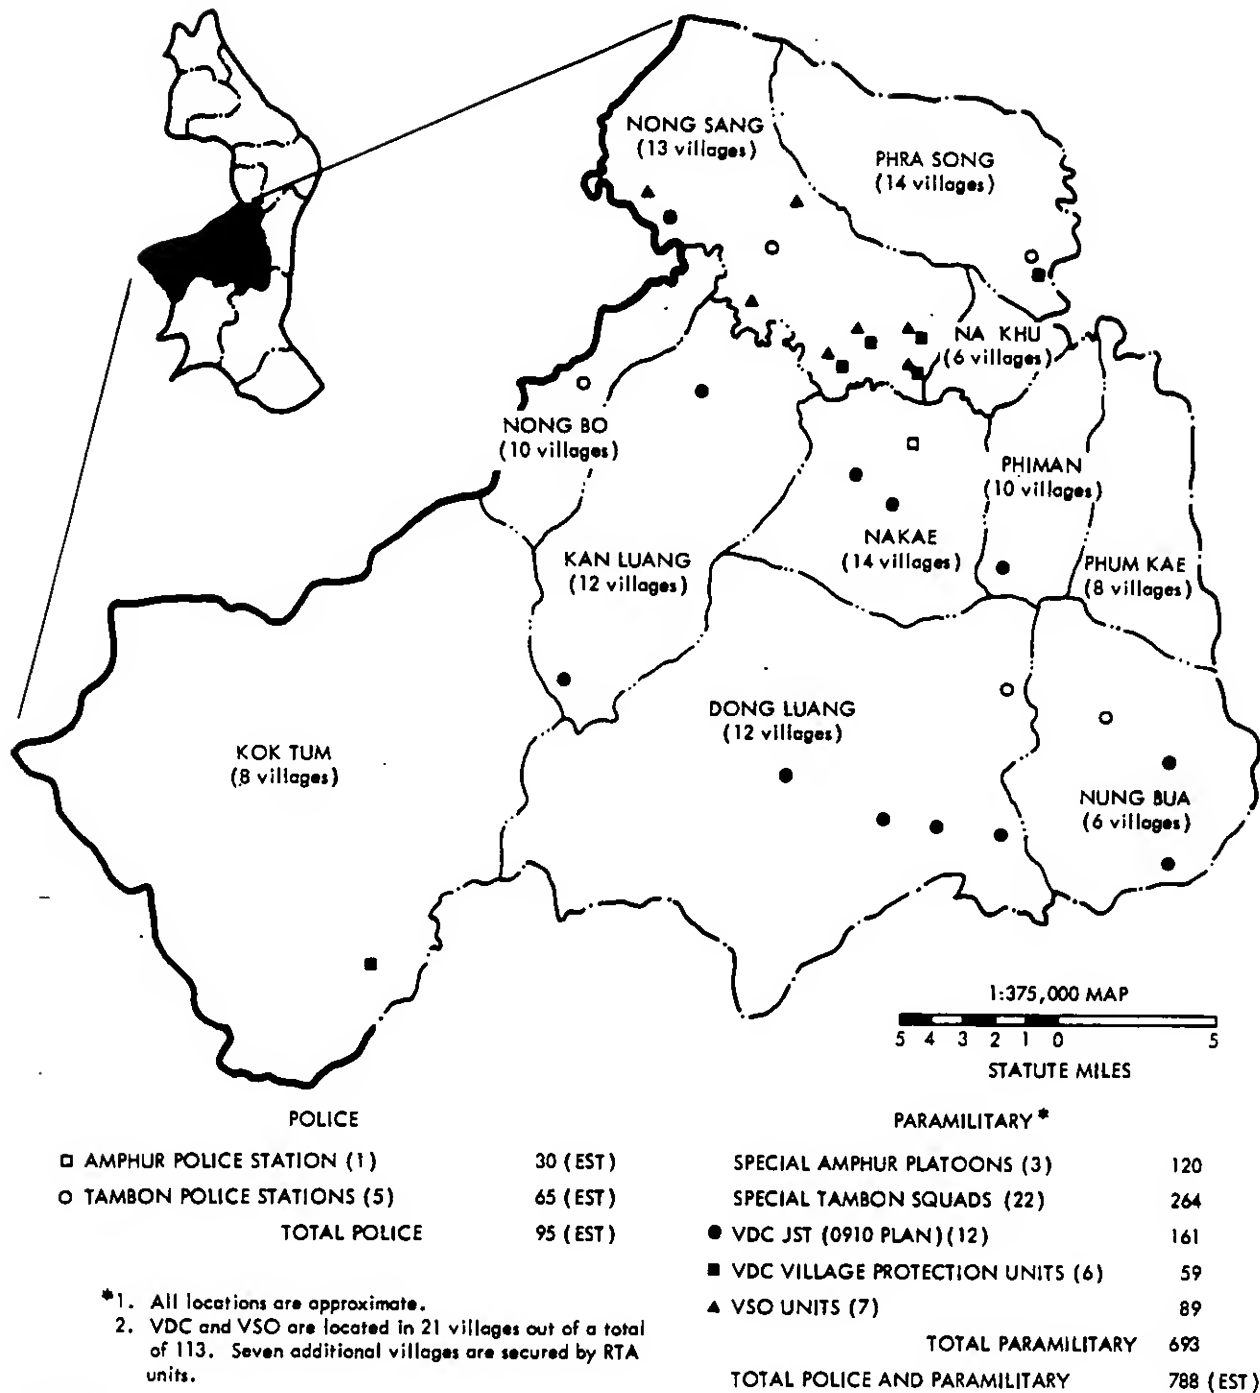 NONG SANG
(13 villages)
PHRA SONG
(14 villages)
NA KHU
(6 villages)
NONG BO
(10 villages)
PHIMAN
(10 villages)
NAKAE
(14 villages)
KAN LUANG
(12 villages)
PHUM KAE
(8 villages)
DONG LUANG
(12 villages)
KOK TUM
(8 villages)
NUNG BUA
(6 villages)
1:375,000 MAP
5 4 3 2 1 0 5
STATUTE MILES
POLICE
AMPHUR POLICE STATION (1) 30 (EST)
TAMBON POLICE STATIONS (5) 65 (EST)
TOTAL POLICE 95 (EST)
*1. All locations are approximate.
2. VDC and VSO are located in 21 villages out of a total
of 113. Seven additional villages are secured by RTA
units.
PARAMILITARY*
SPECIAL AMPHUR PLATOONS (3) 120
SPECIAL TAMBON SQUADS (22) 264
VDC JST (0910 PLAN) (12) 161
VDC VILLAGE PROTECTION UNITS (6) 59
VSO UNITS (7) 89
TOTAL PARAMILITARY 693
TOTAL POLICE AND PARAMILITARY 788 (EST)